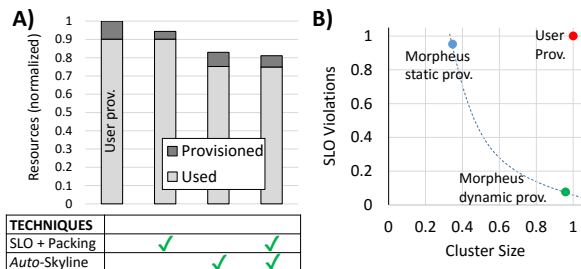 A)
Resources (normalized)
1
0.9
0.8
0.7
0.6
0.5
0.4
0.3
0.2
0.1
0
User prov.
Provisioned
Used
TECHNIQUES
SLO + Packing ✓ ✓
Auto-Skyline ✓ ✓
B)
SLO Violations
1
0.8
0.6
0.4
0.2
0
Morpheus
static prov.
User
Prov.
Morpheus
dynamic prov.
0 0.2 0.4 0.6 0.8 1
Cluster Size